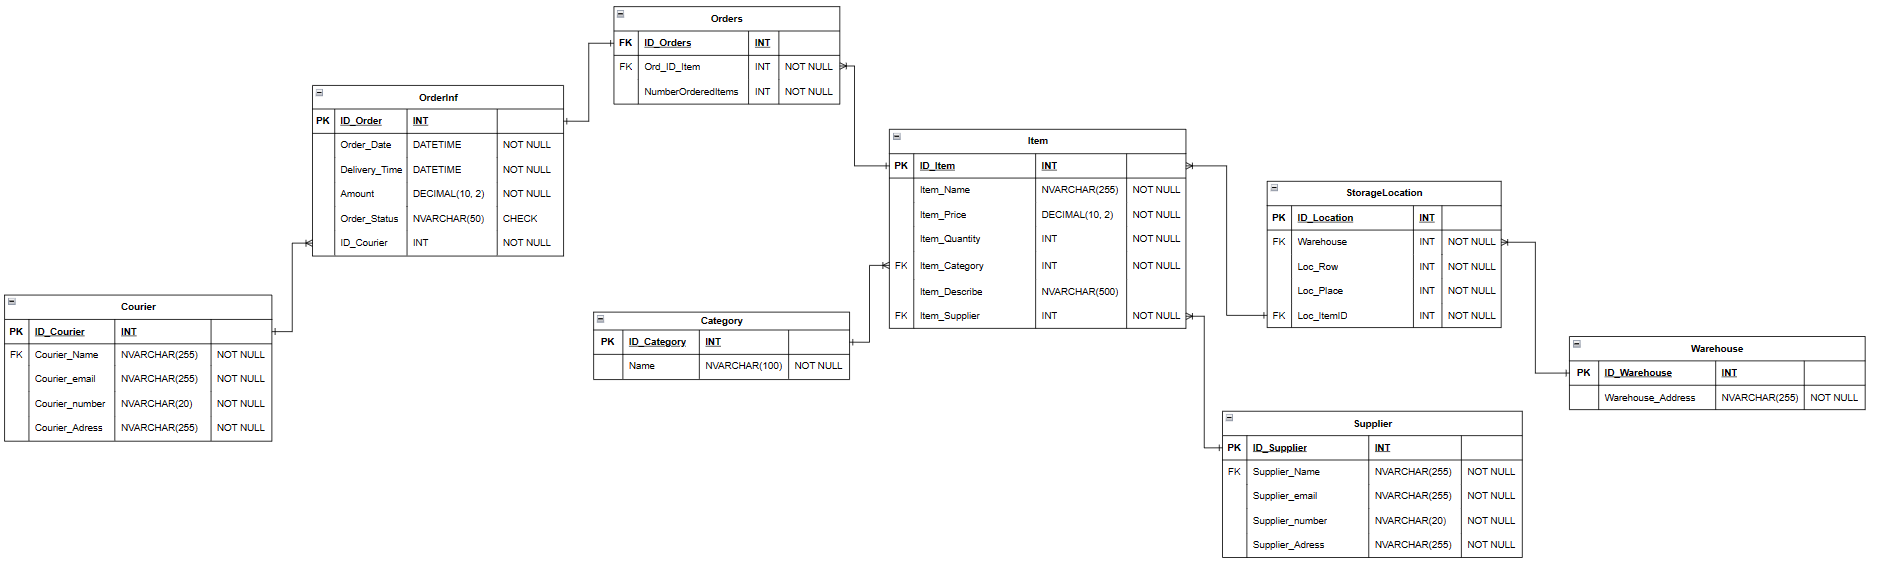 Orders
FK ID_Orders INT
FK Ord_ID_Item INT NOT NULL
NumberOrderedItems INT NOT NULL
OrderInf
PK ID_Order INT
Order_Date DATETIME NOT NULL
Delivery_Time DATETIME NOT NULL
Amount DECIMAL(10, 2) NOT NULL
Order_Status NVARCHAR(50) CHECK
ID_Courier INT NOT NULL
Item
PK ID_Item INT
Item_Name NVARCHAR(255) NOT NULL
Item_Price DECIMAL(10, 2) NOT NULL
Item_Quantity INT NOT NULL
FK Item_Category INT NOT NULL
Item_Describe NVARCHAR(500)
FK Item_Supplier INT NOT NULL
StorageLocation
PK ID_Location INT
FK Warehouse INT NOT NULL
Loc_Row INT NOT NULL
Loc_Place INT NOT NULL
FK Loc_ItemID INT NOT NULL
Courier
PK ID_Courier INT
FK Courier_Name NVARCHAR(255) NOT NULL
Courier_email NVARCHAR(255) NOT NULL
Courier_number NVARCHAR(20) NOT NULL
Courier_Adress NVARCHAR(255) NOT NULL
Category
PK ID_Category INT
Name NVARCHAR(100) NOT NULL
Warehouse
PK ID_Warehouse INT
Warehouse_Address NVARCHAR(255) NOT NULL
Supplier
PK ID_Supplier INT
FK Supplier_Name NVARCHAR(255) NOT NULL
Supplier_email NVARCHAR(255) NOT NULL
Supplier_number NVARCHAR(20) NOT NULL
Supplier_Adress NVARCHAR(255) NOT NULL